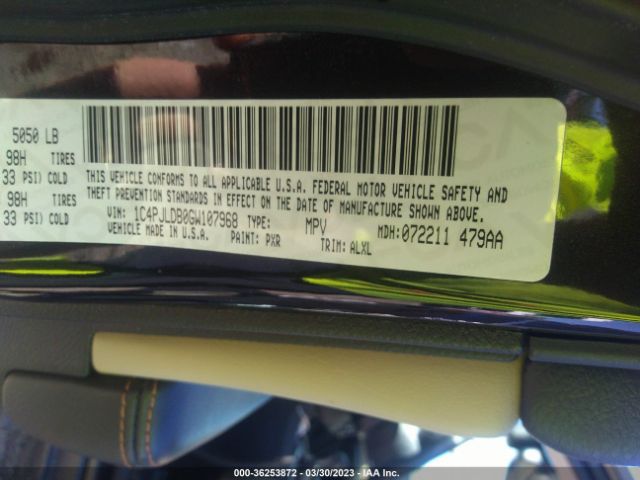 5050 LB
98H TIRES
33 PSI) COLD
98H TIRES
33 PSI) COLD
THIS VEHICLE CONFORMS TO ALL APPLICABLE U.S.A. FEDERAL MOTOR VEHICLE SAFETY AND
THEFT PREVENTION STANDARDS IN EFFECT ON THE DATE OF MANUFACTURE SHOWN ABOVE.
VIN: 1C4PJLDB0GW107968 TYPE: MPV MDH: 072211 479AA
VEHICLE MADE IN U.S.A. PAINT: PXR TRIM: ALXL
000-36253872 / 03/30/2023 - IAA Inc.